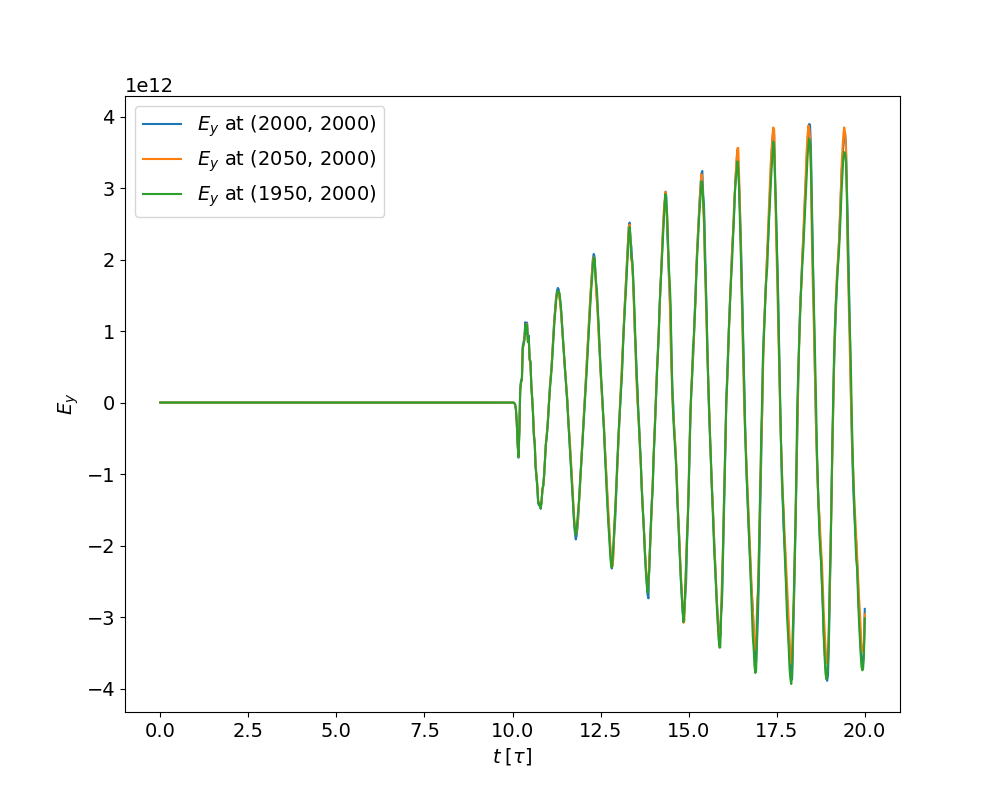 1e12
E_y at (2000, 2000)
E_y at (2050, 2000)
E_y at (1950, 2000)
4
3
2
1
0
−1
−2
−3
−4
E_y
0.0 2.5 5.0 7.5 10.0 12.5 15.0 17.5 20.0
t [τ]